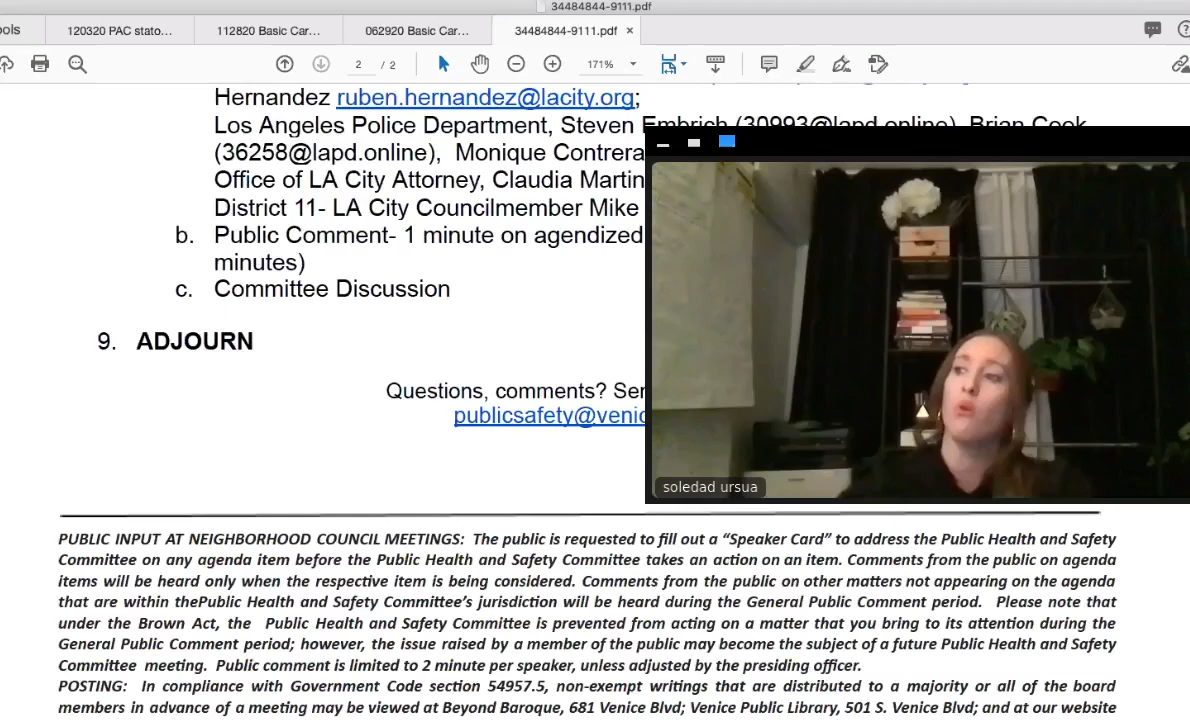 34484844-9111.pdf
ols 120320 PAC stato... 112820 Basic Car... 062920 Basic Car... 34484844-9111.pdf ×
2 / 2 171%
Hernandez ruben.hernandez@lacity.org;
Los Angeles Police Department, Steven Embrich (30993@lapd.online), Brian Cook
(36258@lapd.online), Monique Contrera
Office of LA City Attorney, Claudia Martin
District 11- LA City Councilmember Mike
b. Public Comment- 1 minute on agendized
minutes)
c. Committee Discussion
9. ADJOURN
Questions, comments? Ser
publicsafety@venic
soledad ursua
PUBLIC INPUT AT NEIGHBORHOOD COUNCIL MEETINGS: The public is requested to fill out a “Speaker Card” to address the Public Health and Safety
Committee on any agenda item before the Public Health and Safety Committee takes an action on an item. Comments from the public on agenda
items will be heard only when the respective item is being considered. Comments from the public on other matters not appearing on the agenda
that are within thePublic Health and Safety Committee’s jurisdiction will be heard during the General Public Comment period. Please note that
under the Brown Act, the Public Health and Safety Committee is prevented from acting on a matter that you bring to its attention during the
General Public Comment period; however, the issue raised by a member of the public may become the subject of a future Public Health and Safety
Committee meeting. Public comment is limited to 2 minute per speaker, unless adjusted by the presiding officer.
POSTING: In compliance with Government Code section 54957.5, non-exempt writings that are distributed to a majority or all of the board
members in advance of a meeting may be viewed at Beyond Baroque, 681 Venice Blvd; Venice Public Library, 501 S. Venice Blvd; and at our website